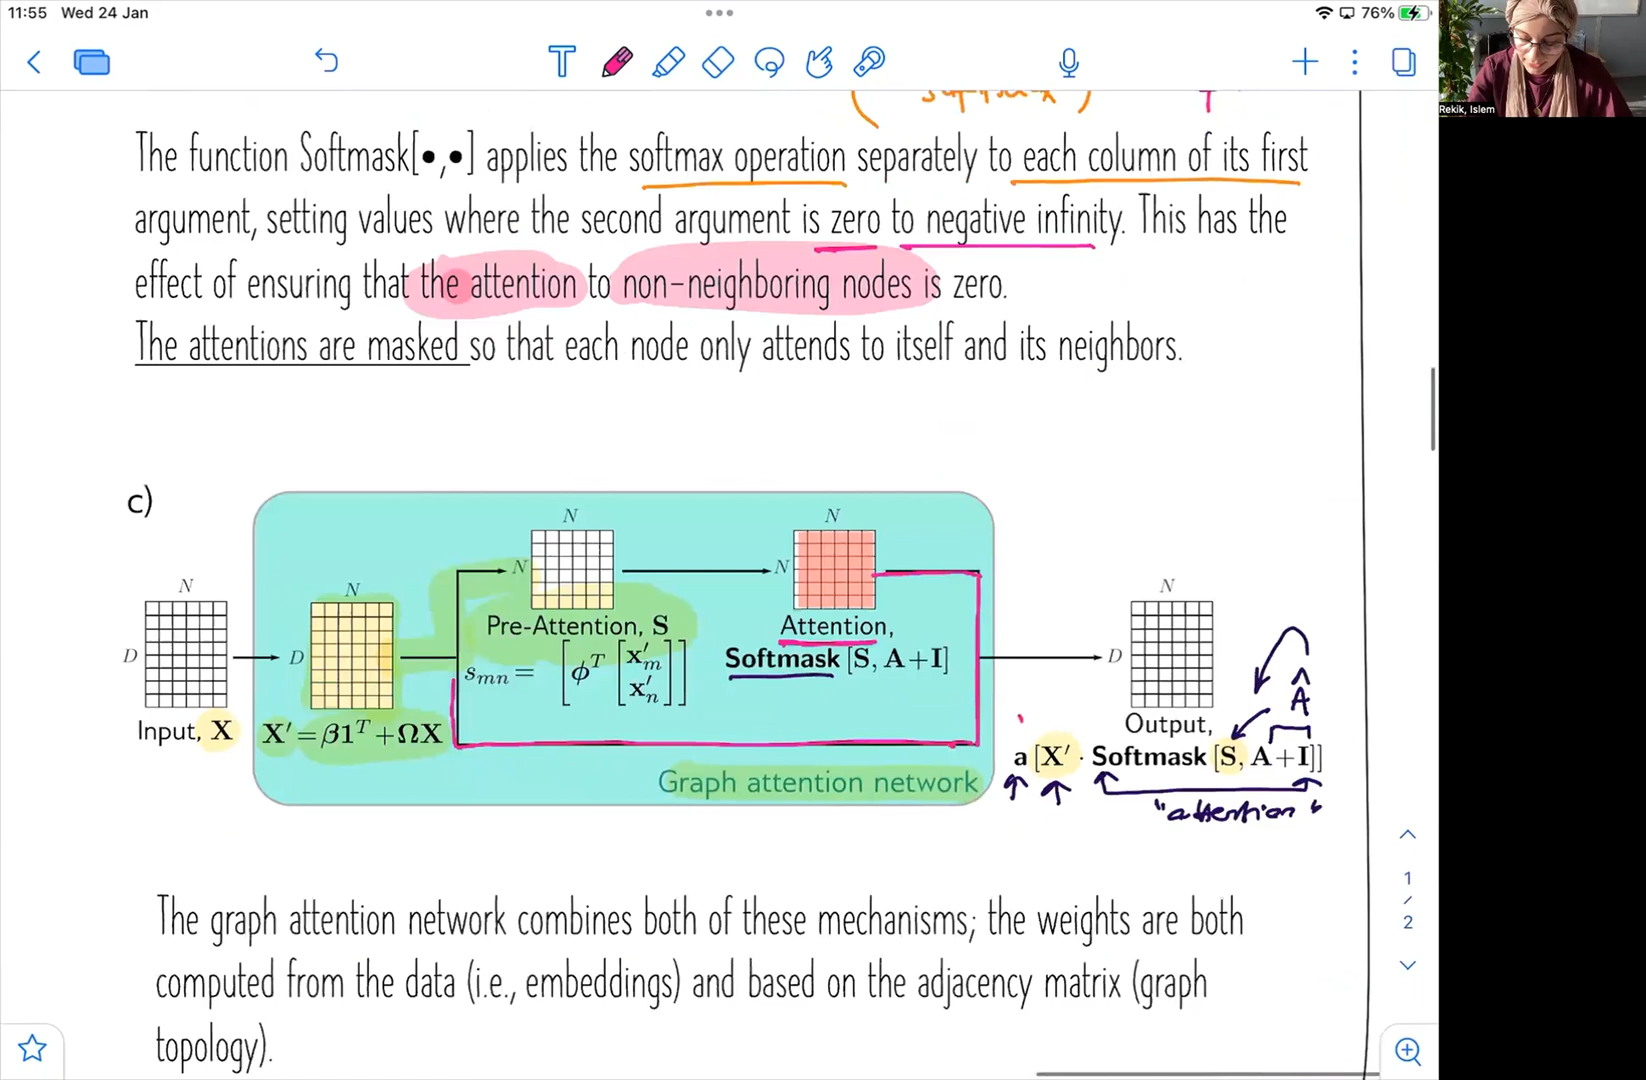 11:55 Wed 24 Jan
76%
Rekik, Islem
The function Softmask[•,•] applies the softmax operation separately to each column of its first
argument, setting values where the second argument is zero to negative infinity. This has the
effect of ensuring that the attention to non-neighboring nodes is zero.
The attentions are masked so that each node only attends to itself and its neighbors.
c)
N
D
Input, X
N
D
X′=β1ᵀ+ΩX
N
N
Pre-Attention, S
sₘₙ= [ϕᵀ [x′ₘ x′ₙ]]
N
N
Attention,
Softmask [S, A+I]
Graph attention network
N
D
Output,
Â
a [X′ · Softmask [S, A+I]]
"attention"
The graph attention network combines both of these mechanisms; the weights are both
computed from the data (i.e., embeddings) and based on the adjacency matrix (graph
topology).
1
/
2